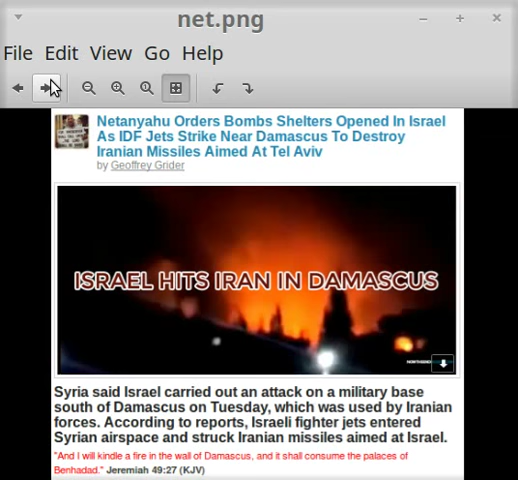 net.png
File Edit View Go Help
Netanyahu Orders Bombs Shelters Opened In Israel
As IDF Jets Strike Near Damascus To Destroy
Iranian Missiles Aimed At Tel Aviv
by Geoffrey Grider
ISRAEL HITS IRAN IN DAMASCUS
Syria said Israel carried out an attack on a military base
south of Damascus on Tuesday, which was used by Iranian
forces. According to reports, Israeli fighter jets entered
Syrian airspace and struck Iranian missiles aimed at Israel.
"And I will kindle a fire in the wall of Damascus, and it shall consume the palaces of
Benhadad." Jeremiah 49:27 (KJV)